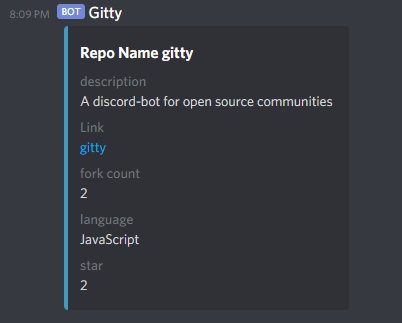 8:09 PM BOT Gitty
Repo Name gitty
description
A discord-bot for open source communities
Link
gitty
fork count
2
language
JavaScript
star
2